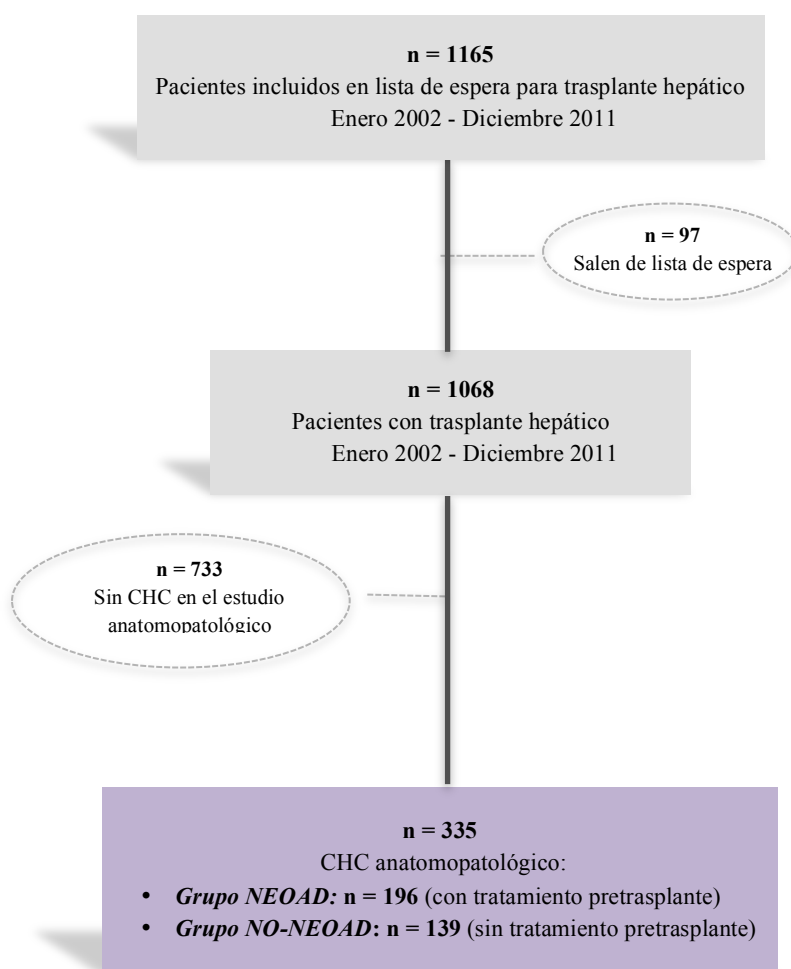 n = 1165
Pacientes incluidos en lista de espera para trasplante hepático
Enero 2002 - Diciembre 2011
n = 97
Salen de lista de espera
n = 1068
Pacientes con trasplante hepático
Enero 2002 - Diciembre 2011
n = 733
Sin CHC en el estudio
anatomopatológico
n = 335
CHC anatomopatológico:
• Grupo NEOAD: n = 196 (con tratamiento pretrasplante)
• Grupo NO-NEOAD: n = 139 (sin tratamiento pretrasplante)